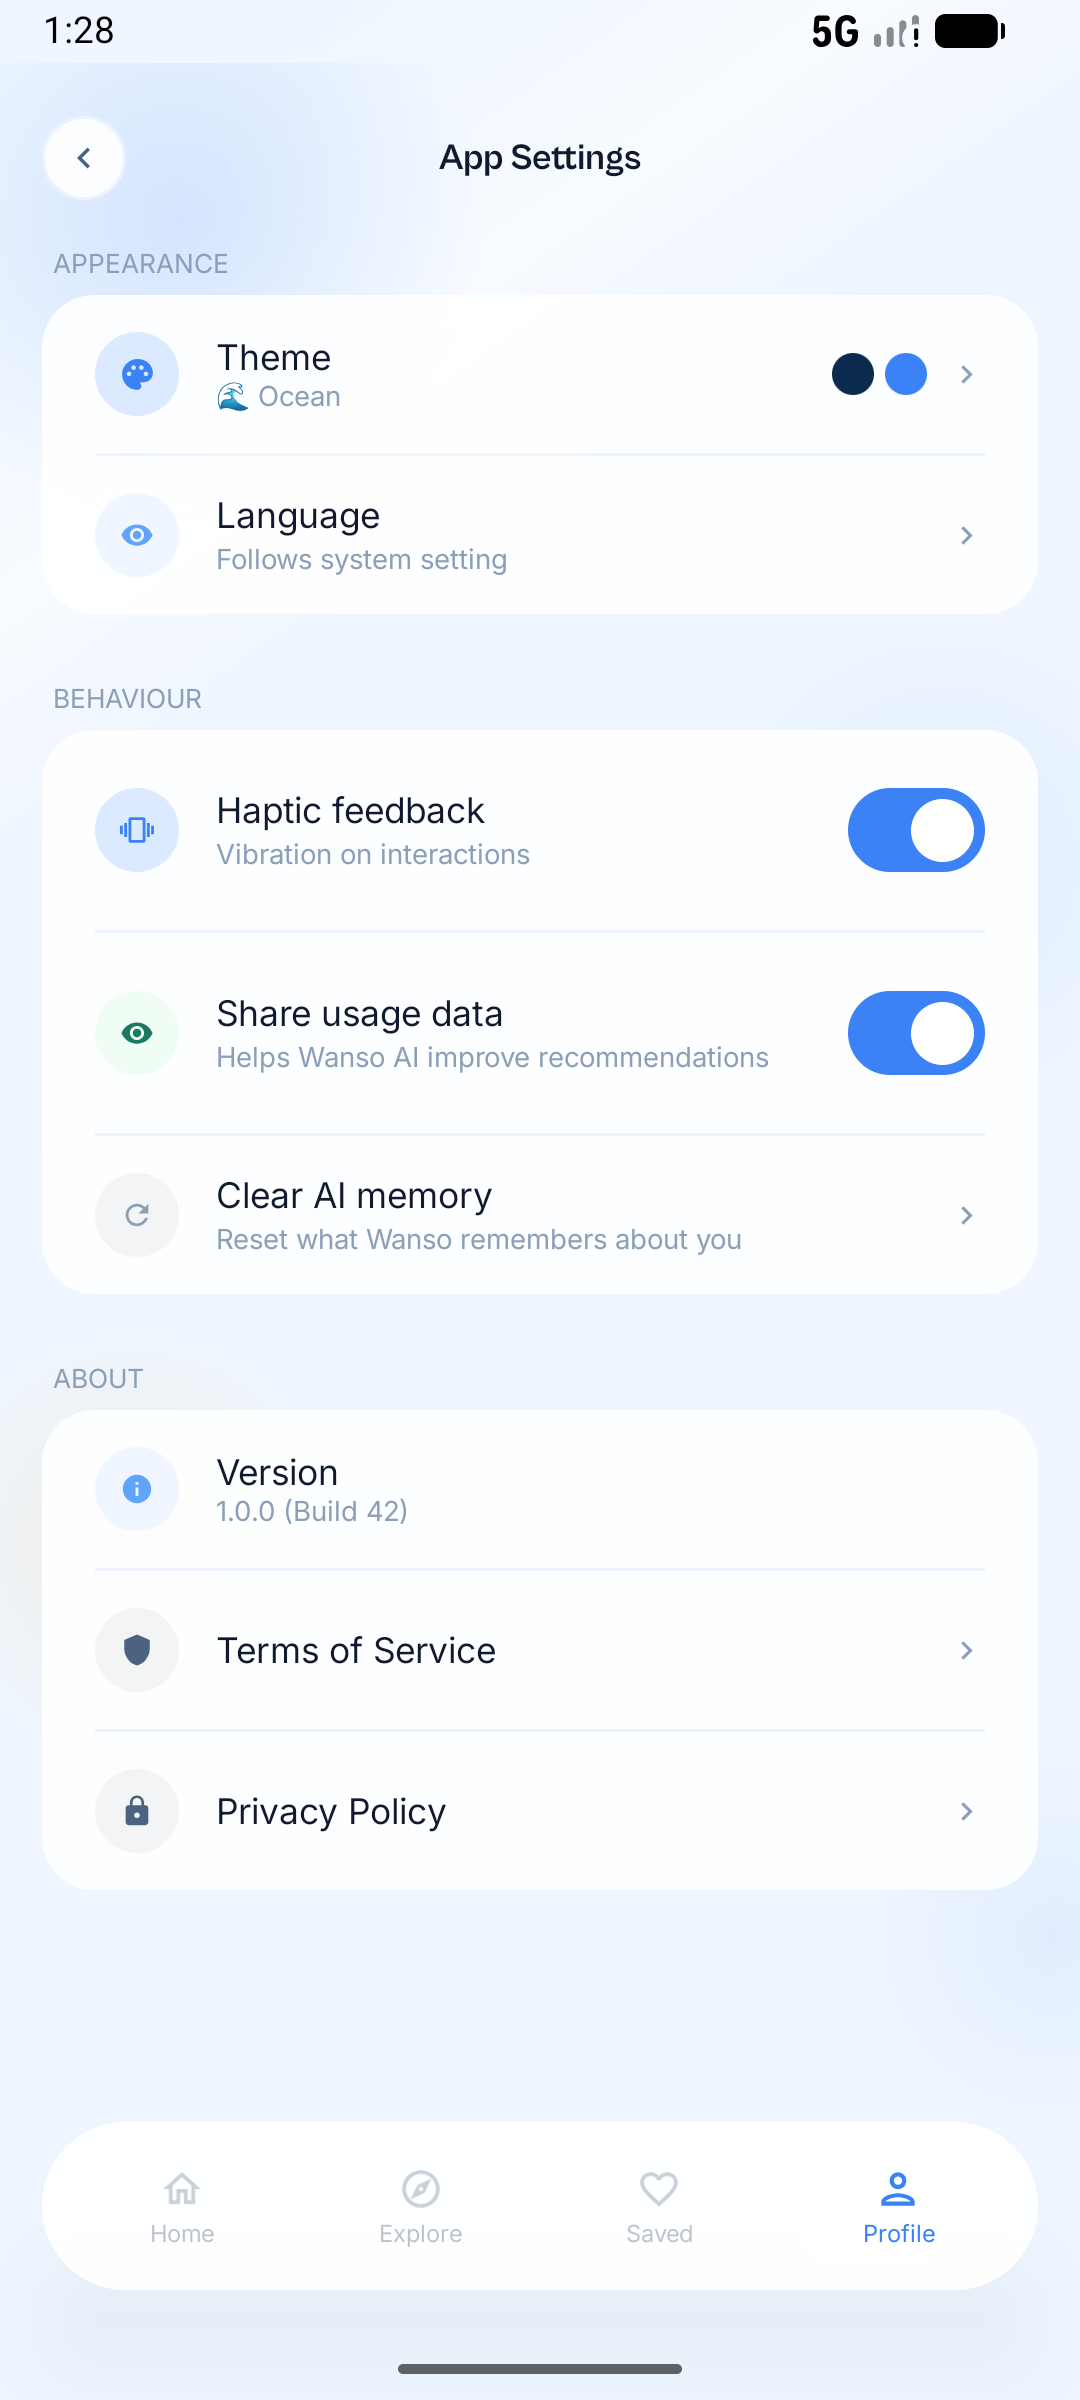 1:28
5G
App Settings
APPEARANCE
Theme
🌊 Ocean
Language
Follows system setting
BEHAVIOUR
Haptic feedback
Vibration on interactions
Share usage data
Helps Wanso AI improve recommendations
Clear AI memory
Reset what Wanso remembers about you
ABOUT
Version
1.0.0 (Build 42)
Terms of Service
Privacy Policy
Home
Explore
Saved
Profile